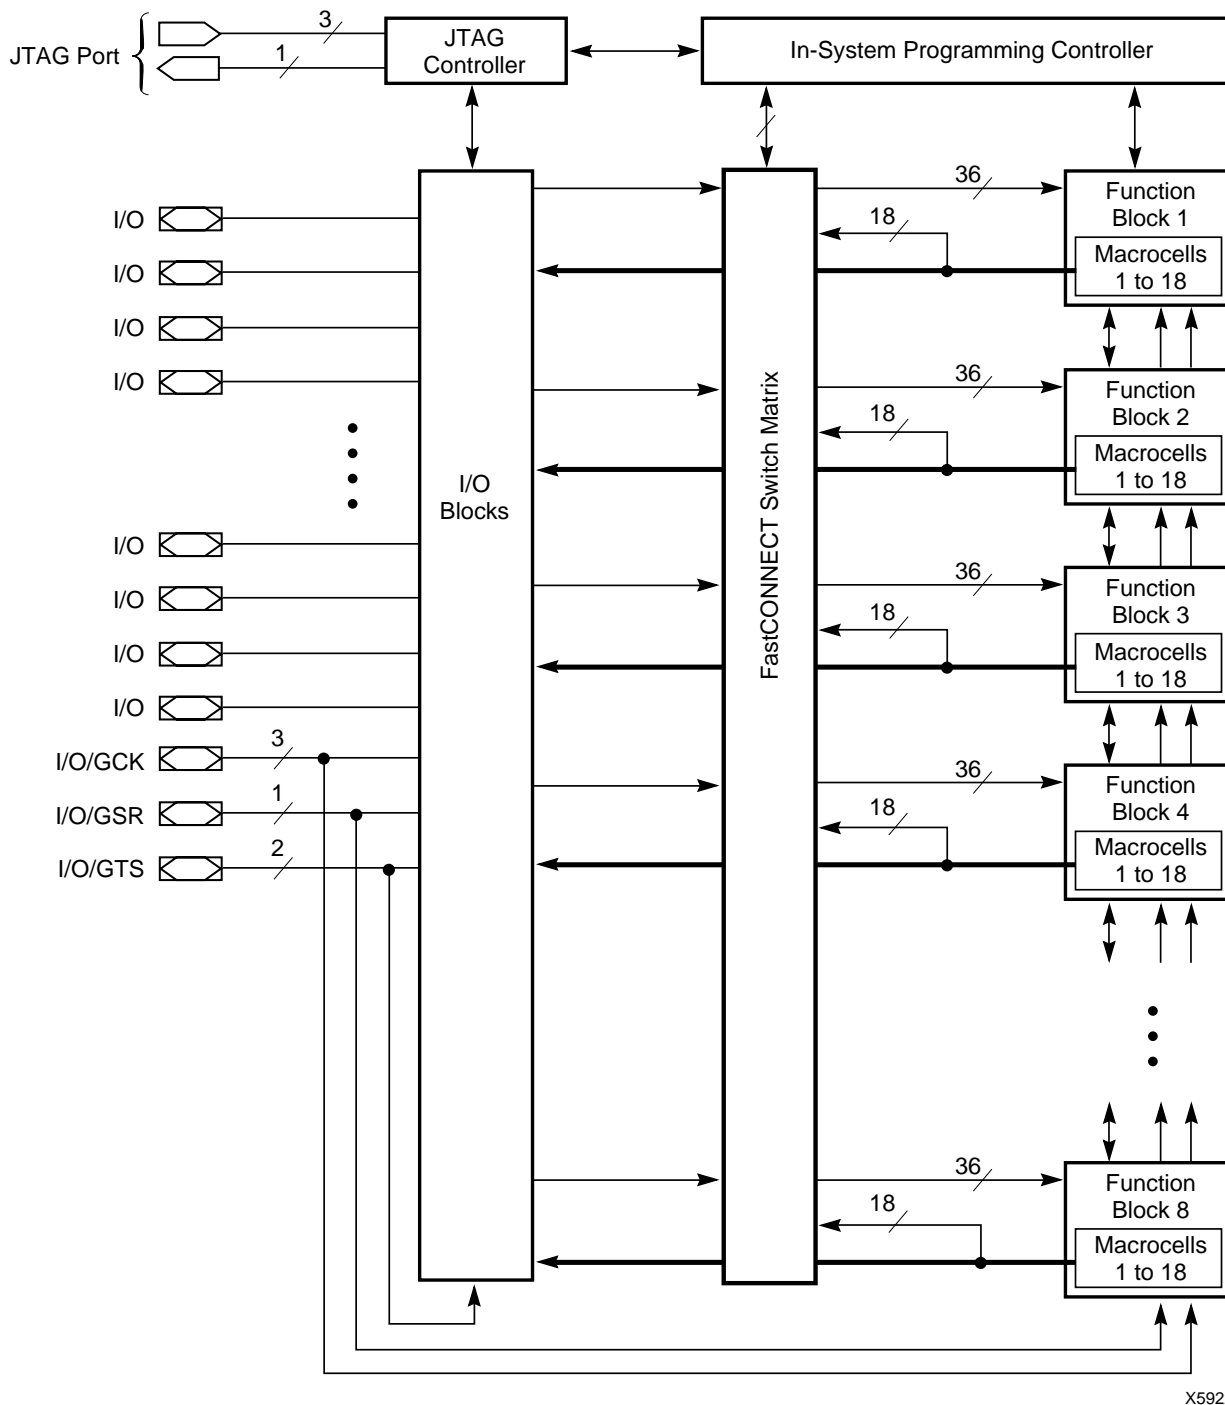 JTAG Port
3
1
JTAG
Controller
In-System Programming Controller
I/O
I/O
I/O
I/O
I/O
I/O
I/O
I/O
I/O/GCK
3
I/O/GSR
1
I/O/GTS
2
I/O
Blocks
FastCONNECT Switch Matrix
36
18
Function
Block 1
Macrocells
1 to 18
36
18
Function
Block 2
Macrocells
1 to 18
36
18
Function
Block 3
Macrocells
1 to 18
36
18
Function
Block 4
Macrocells
1 to 18
36
18
Function
Block 8
Macrocells
1 to 18
X592